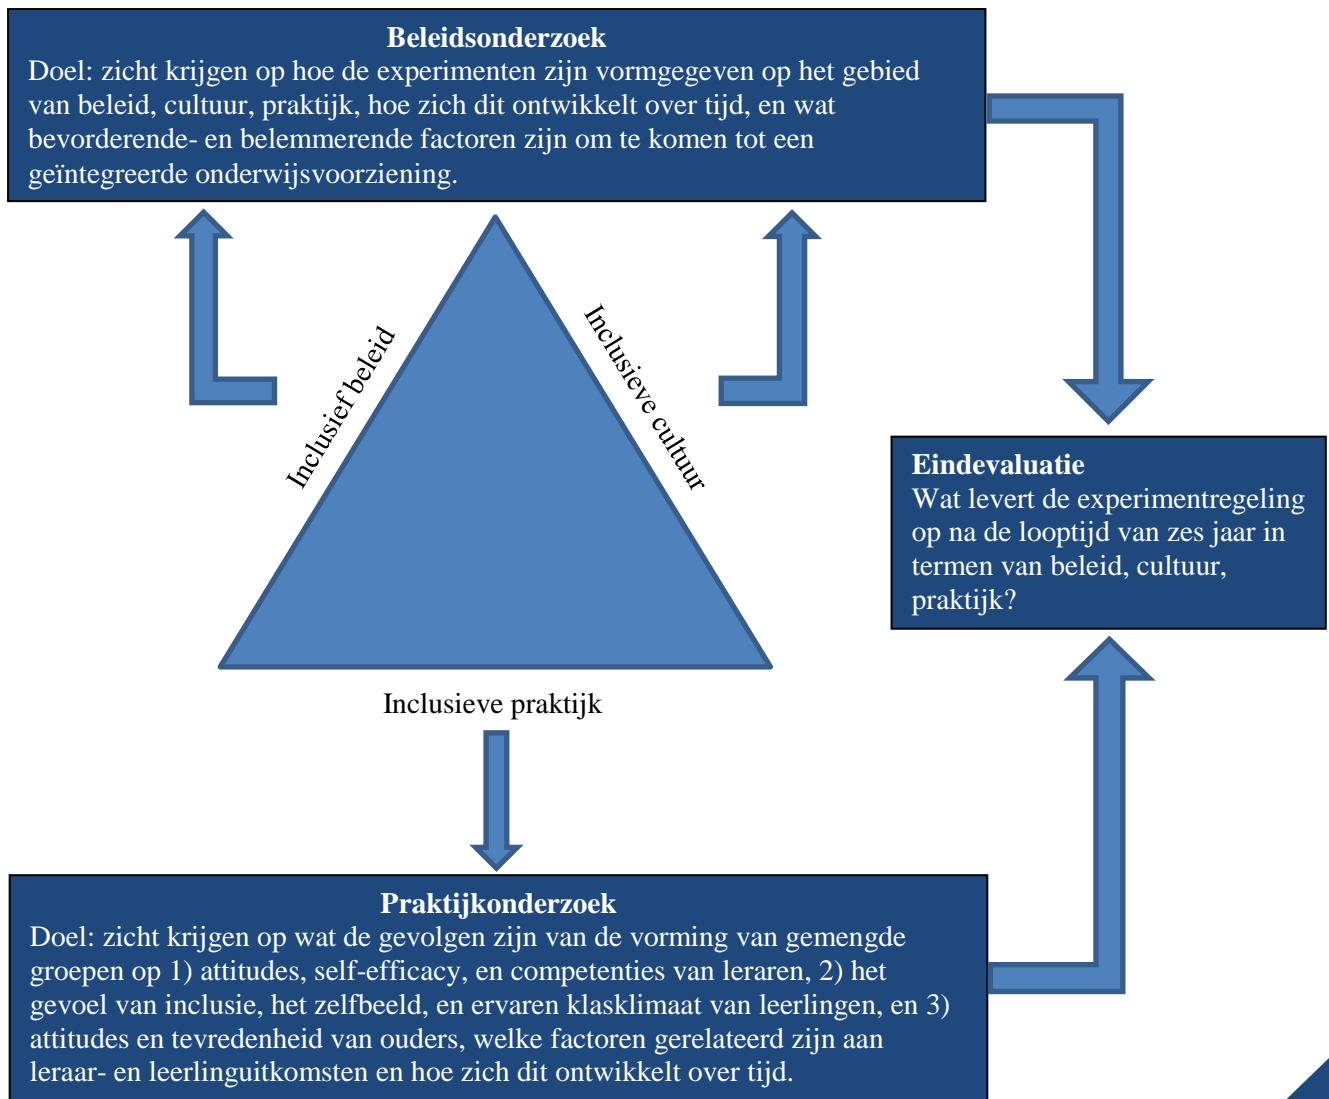 Beleidsonderzoek
Doel: zicht krijgen op hoe de experimenten zijn vormgegeven op het gebied
van beleid, cultuur, praktijk, hoe zich dit ontwikkelt over tijd, en wat
bevorderende- en belemmerende factoren zijn om te komen tot een
geïntegreerde onderwijsvoorziening.
Inclusief beleid
Inclusieve cultuur
Eindevaluatie
Wat levert de experimentregeling
op na de looptijd van zes jaar in
termen van beleid, cultuur,
praktijk?
Inclusieve praktijk
Praktijkonderzoek
Doel: zicht krijgen op wat de gevolgen zijn van de vorming van gemengde
groepen op 1) attitudes, self-efficacy, en competenties van leraren, 2) het
gevoel van inclusie, het zelfbeeld, en ervaren klasklimaat van leerlingen, en 3)
attitudes en tevredenheid van ouders, welke factoren gerelateerd zijn aan
leraar- en leerlinguitkomsten en hoe zich dit ontwikkelt over tijd.